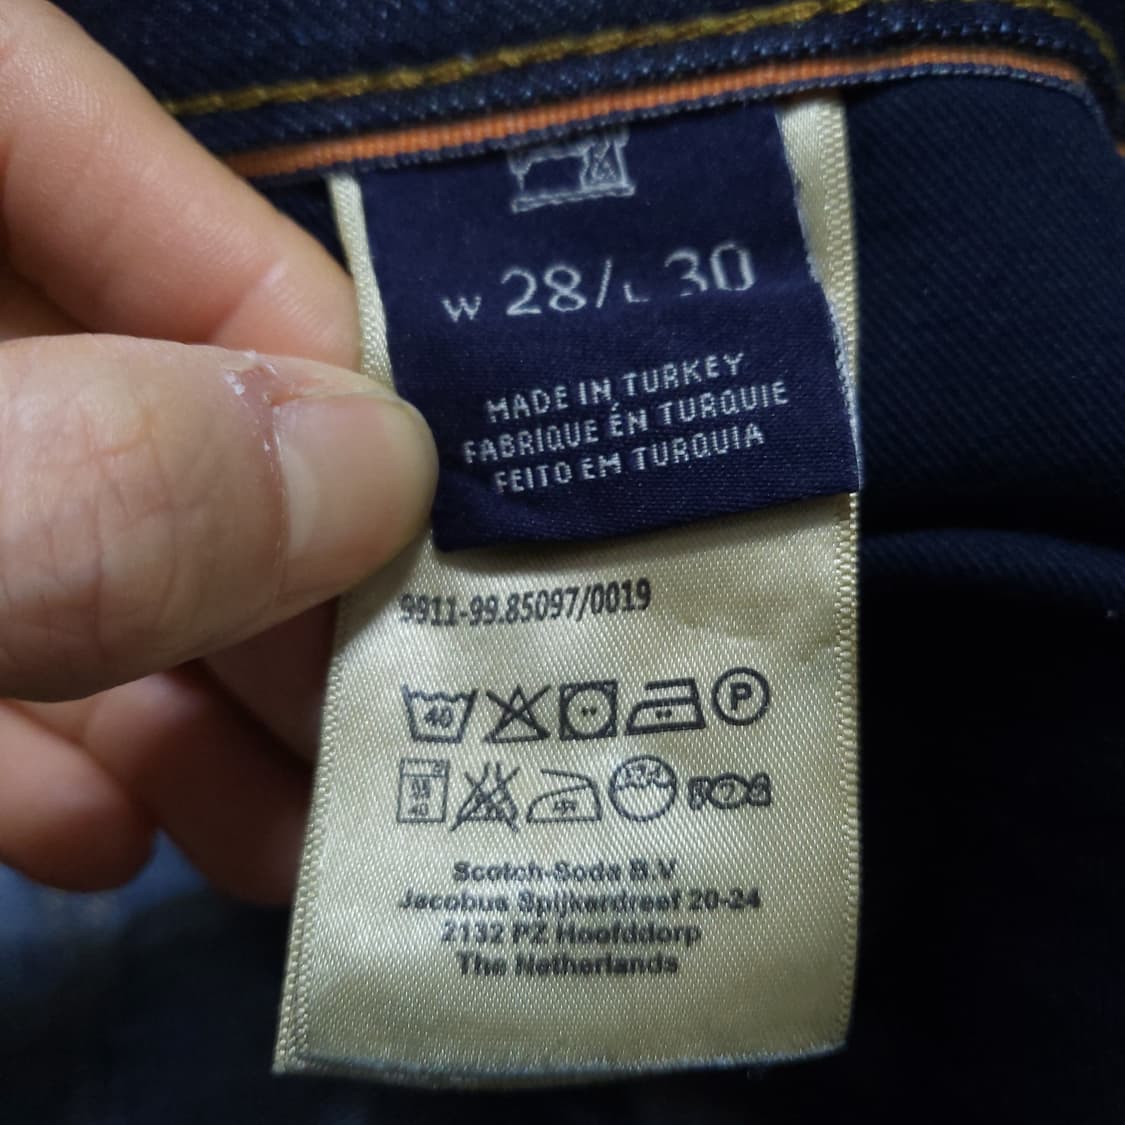 W 28/L 30
MADE IN TURKEY
FABRIQUE ÉN TURQUIE
FEITO EM TURQUIA
9911-99.85097/0019
40 P
Scotch-Soda B.V
Jacobus Spijkerdreef 20-24
2132 PZ Hoofddorp
The Netherlands